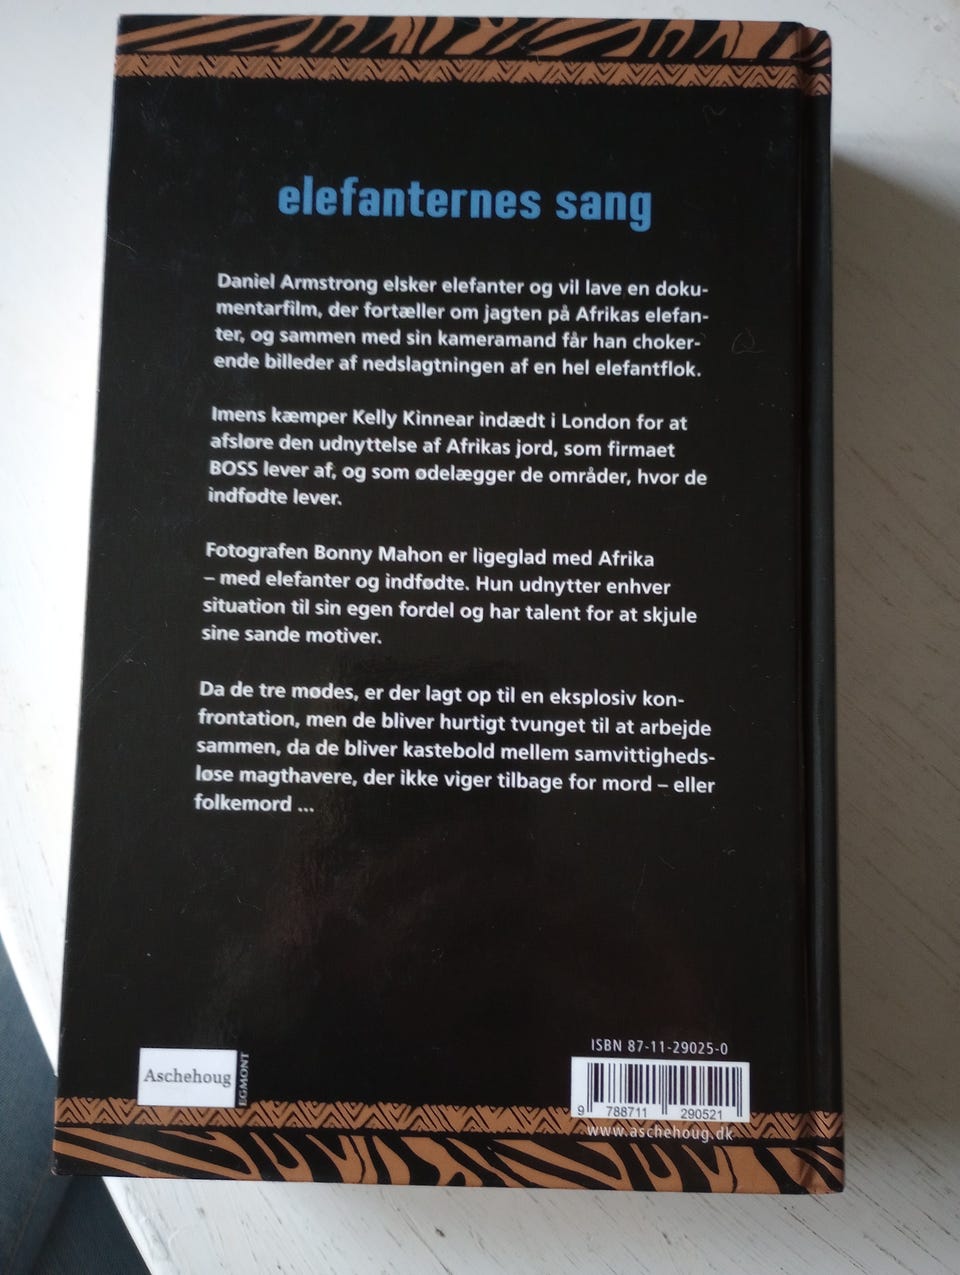 elefanternes sang
Daniel Armstrong elsker elefanter og vil lave en doku-
mentarfilm, der fortæller om jagten på Afrikas elefan-
ter, og sammen med sin kameramand får han choker-
ende billeder af nedslagtningen af en hel elefantflok.
Imens kæmper Kelly Kinnear indædt i London for at
afsløre den udnyttelse af Afrikas jord, som firmaet
BOSS lever af, og som ødelægger de områder, hvor de
indfødte lever.
Fotografen Bonny Mahon er ligeglad med Afrika
– med elefanter og indfødte. Hun udnytter enhver
situation til sin egen fordel og har talent for at skjule
sine sande motiver.
Da de tre mødes, er der lagt op til en eksplosiv kon-
frontation, men de bliver hurtigt tvunget til at arbejde
sammen, da de bliver kastebold mellem samvittigheds-
løse magthavere, der ikke viger tilbage for mord – eller
folkemord ...
ISBN 87-11-29025-0
Aschehoug
EGMONT
9 788711 290521
www.aschehoug.dk